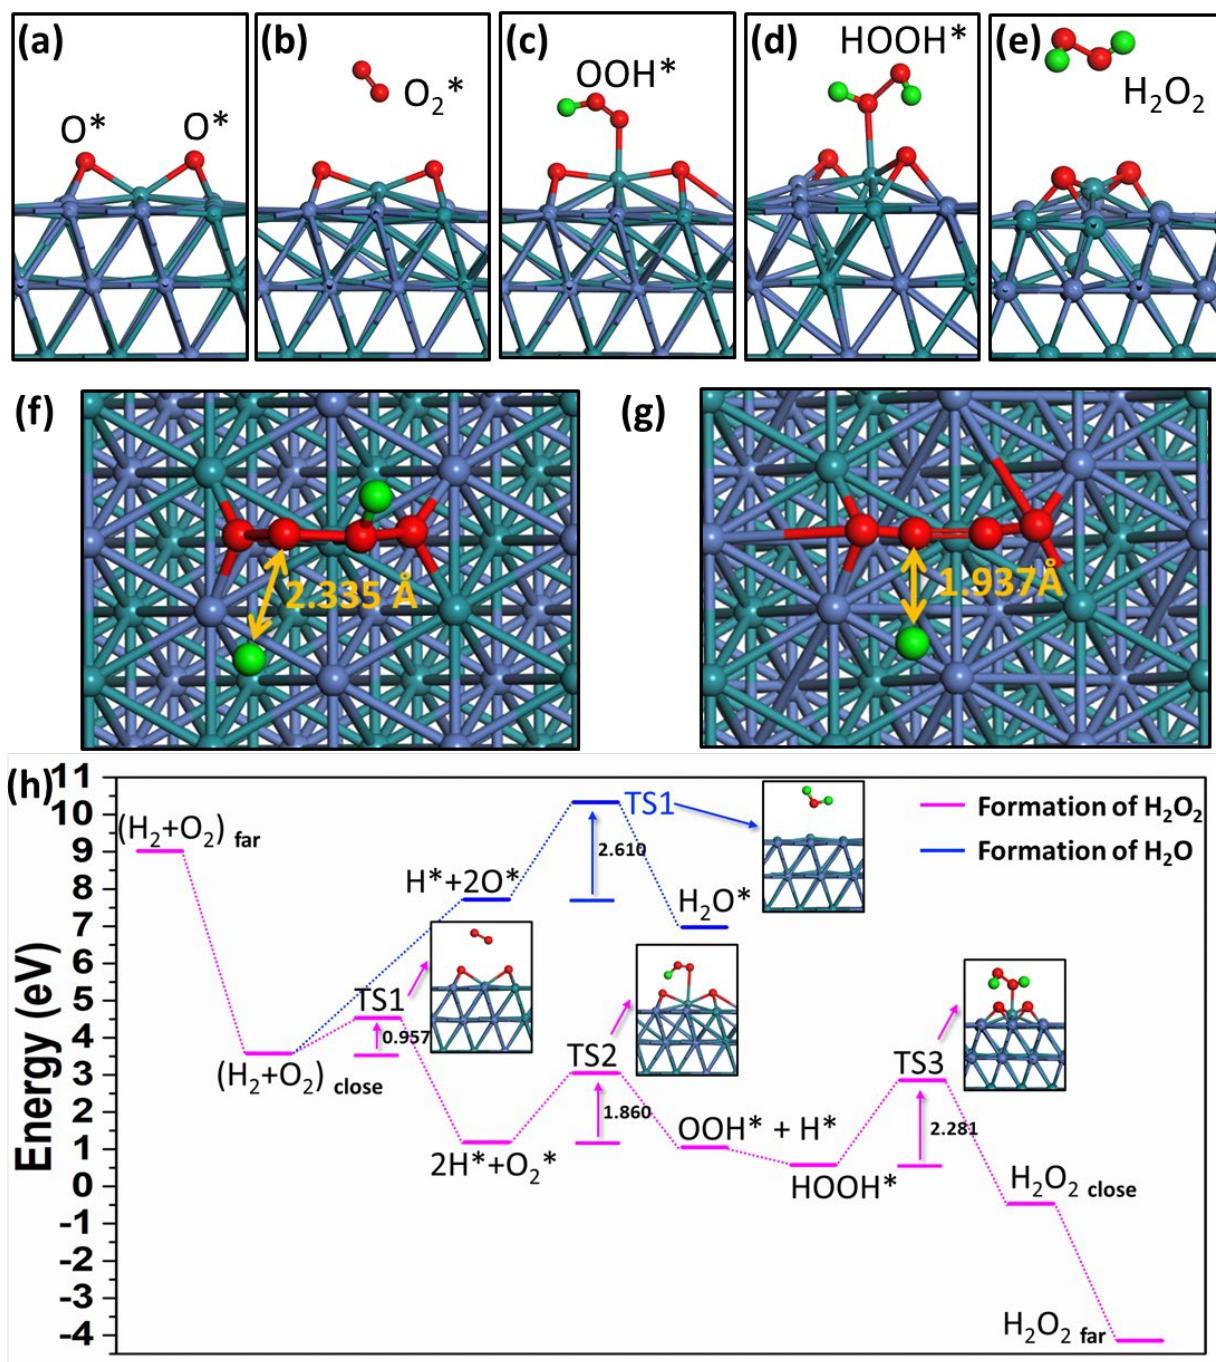 (a)
O*
O*
(b)
O₂*
(c)
OOH*
(d)
HOOH*
(e)
H₂O₂
(f)
2.335 Å
(g)
1.937Å
(h)
Energy (eV)
11
10
9
8
7
6
5
4
3
2
1
0
-1
-2
-3
-4
(H₂+O₂) far
(H₂+O₂) close
H*+2O*
TS1
2.610
H₂O*
Formation of H₂O₂
Formation of H₂O
TS1
0.957
2H*+O₂*
TS2
1.860
OOH* + H*
HOOH*
TS3
2.281
H₂O₂ close
H₂O₂ far